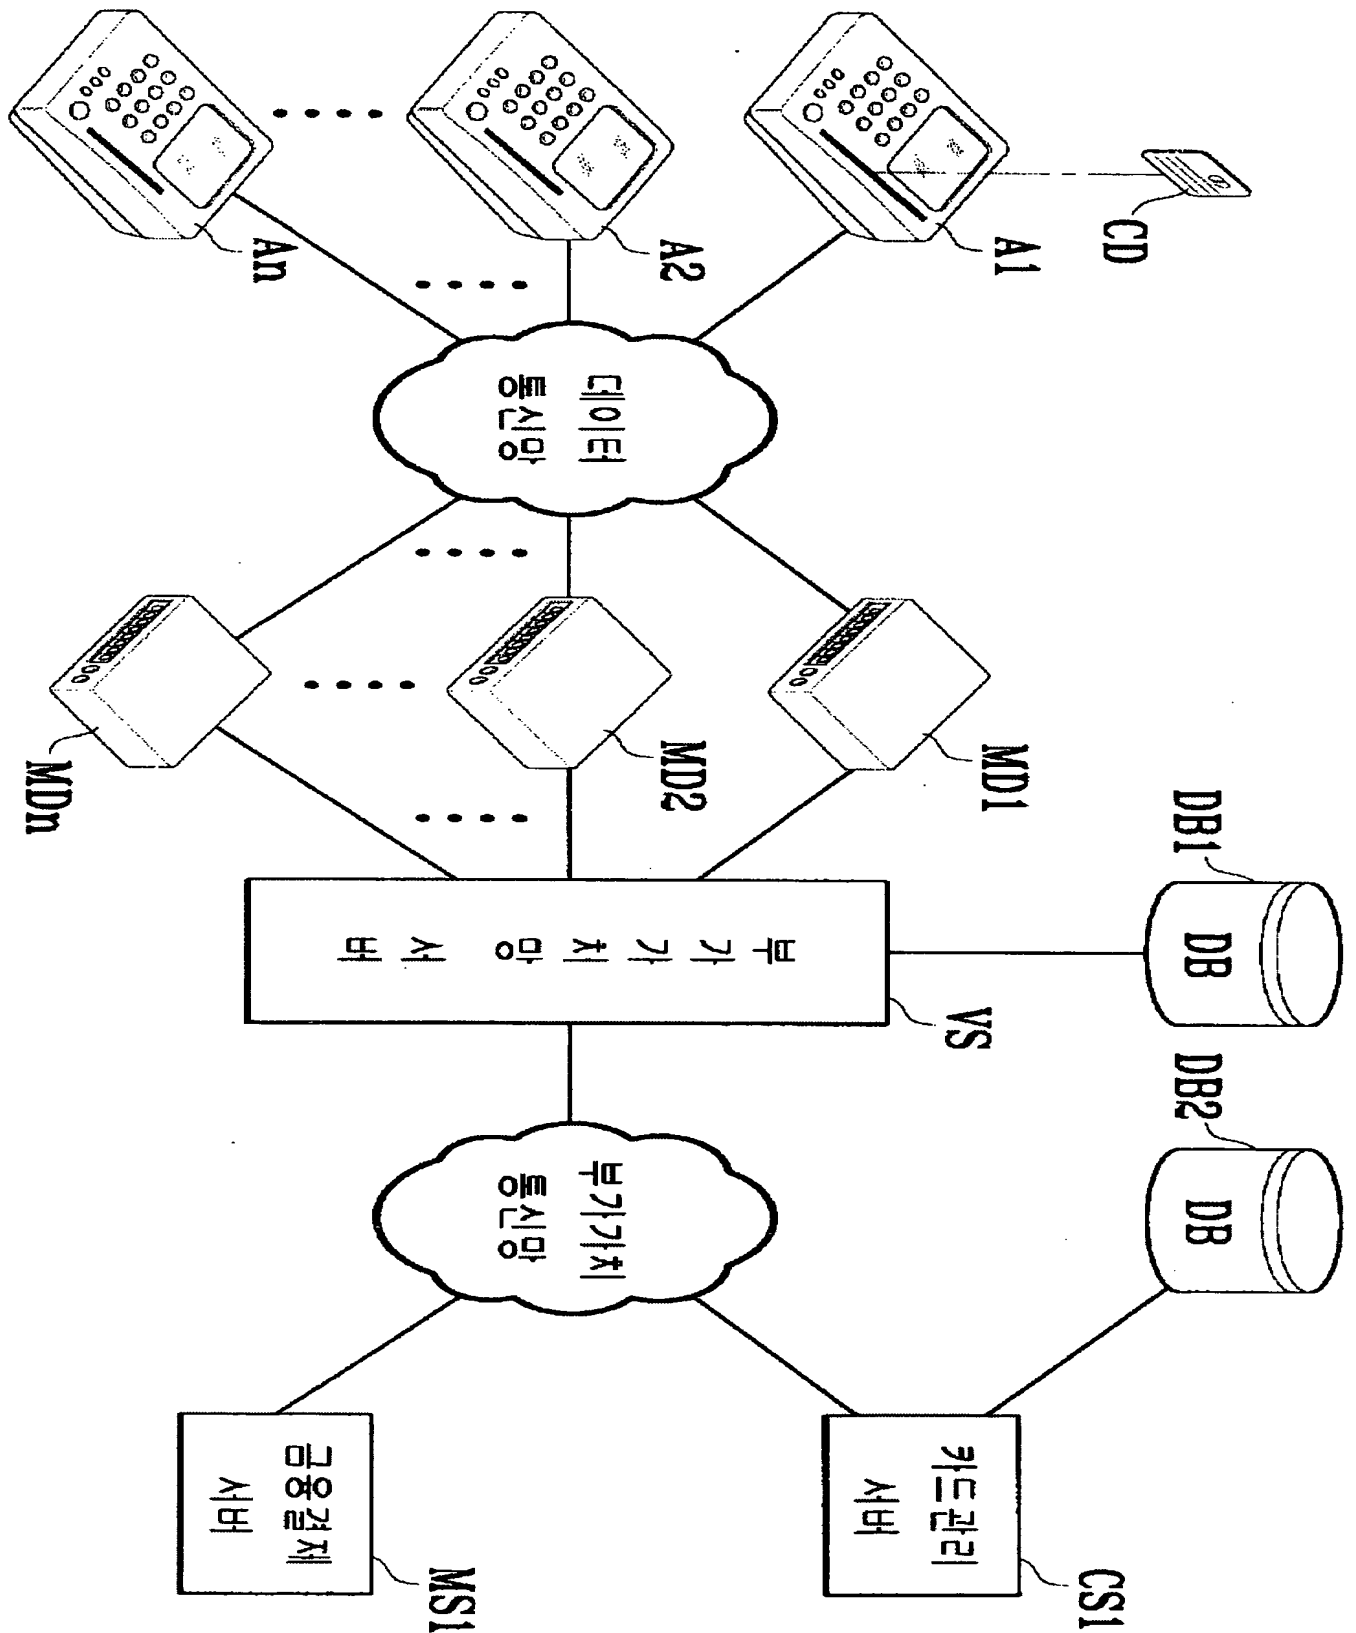 CD
A1
A2
An
데이터
통신망
MD1
MD2
MDn
DB1
DB
부 가 가 치 망 서 버
VS
DB2
DB
부가가치
통신망
카드관리
서버
CS1
금융결제
서버
MS1